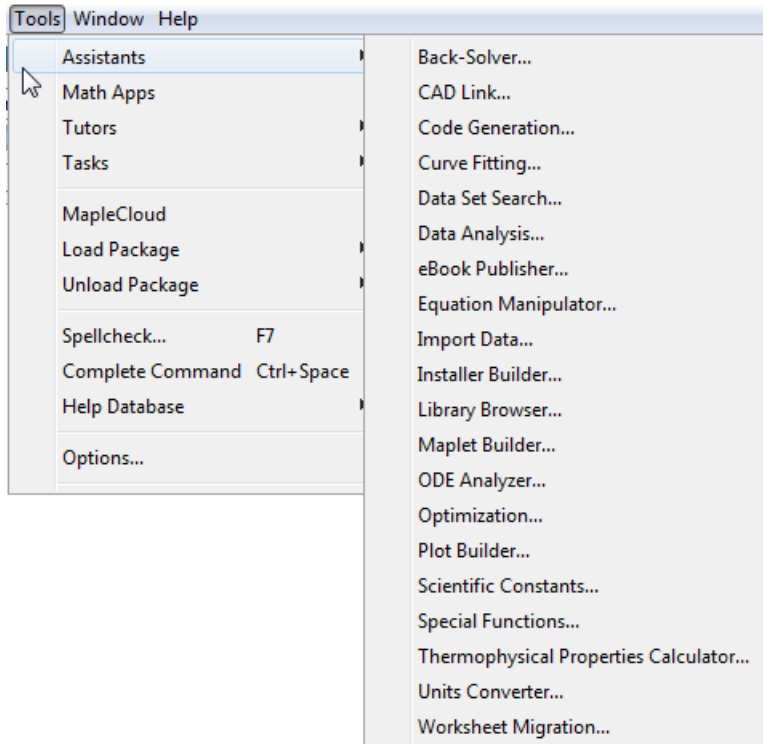 Tools Window Help
Assistants
Math Apps
Tutors
Tasks
MapleCloud
Load Package
Unload Package
Spellcheck... F7
Complete Command Ctrl+Space
Help Database
Options...
Back-Solver...
CAD Link...
Code Generation...
Curve Fitting...
Data Set Search...
Data Analysis...
eBook Publisher...
Equation Manipulator...
Import Data...
Installer Builder...
Library Browser...
Maplet Builder...
ODE Analyzer...
Optimization...
Plot Builder...
Scientific Constants...
Special Functions...
Thermophysical Properties Calculator...
Units Converter...
Worksheet Migration...